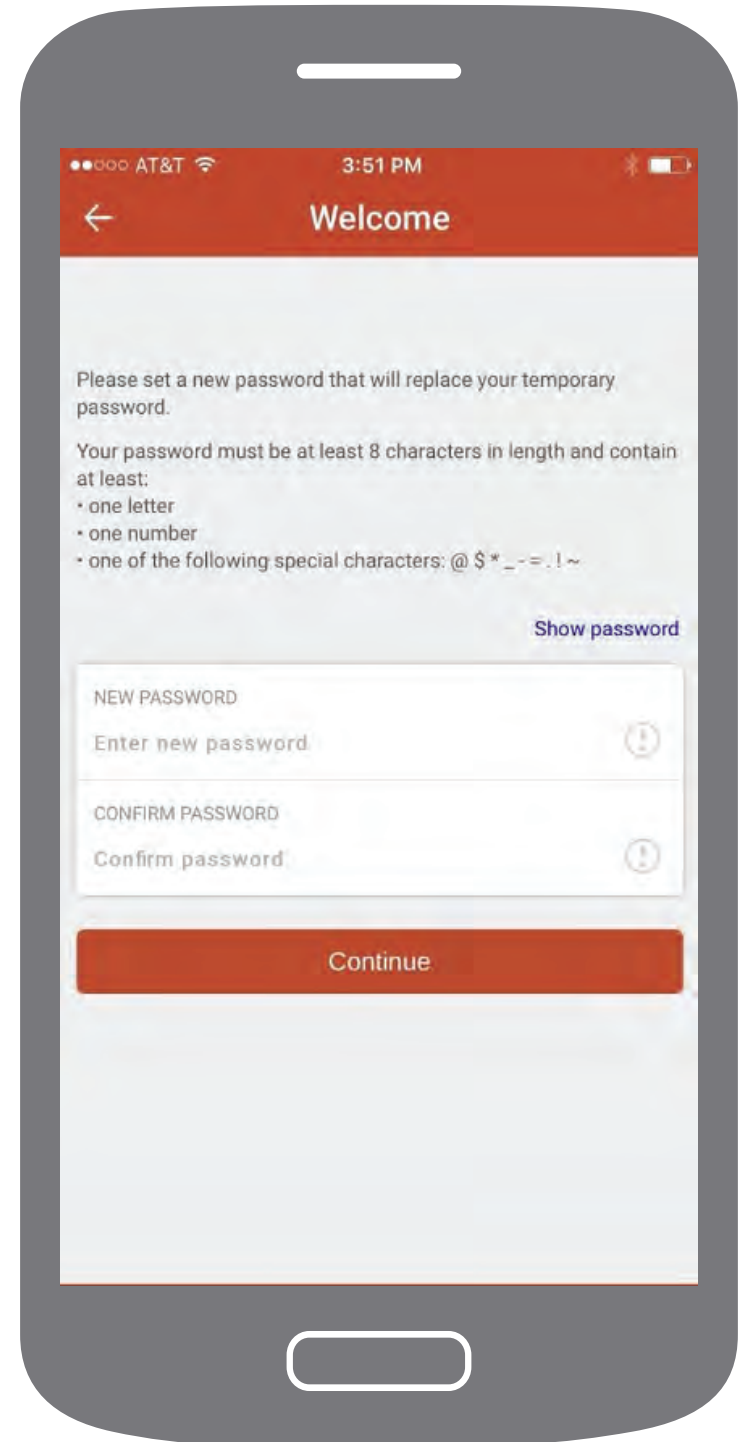 AT&T 3:51 PM
Welcome
Please set a new password that will replace your temporary
password.
Your password must be at least 8 characters in length and contain
at least:
• one letter
• one number
• one of the following special characters: @ $ * _ - = . ! ~
Show password
NEW PASSWORD
Enter new password
CONFIRM PASSWORD
Confirm password
Continue